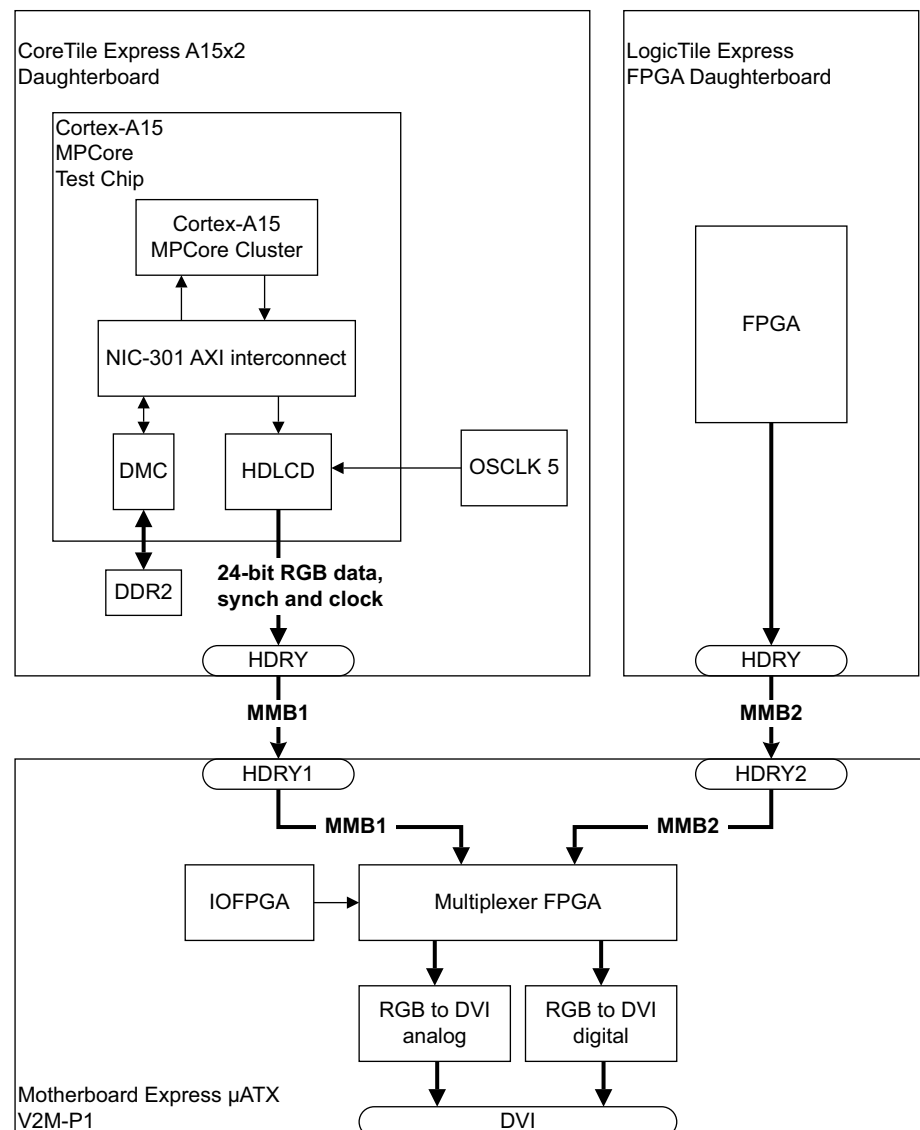 CoreTile Express A15x2
Daughterboard
LogicTile Express
FPGA Daughterboard
Cortex-A15
MPCore
Test Chip
Cortex-A15
MPCore Cluster
NIC-301 AXI interconnect
FPGA
DMC
HDLCD
OSCLK 5
DDR2
24-bit RGB data,
synch and clock
HDRY
HDRY
MMB1
MMB2
HDRY1
HDRY2
MMB1
MMB2
IOFPGA
Multiplexer FPGA
RGB to DVI
analog
RGB to DVI
digital
Motherboard Express µATX
V2M-P1
DVI